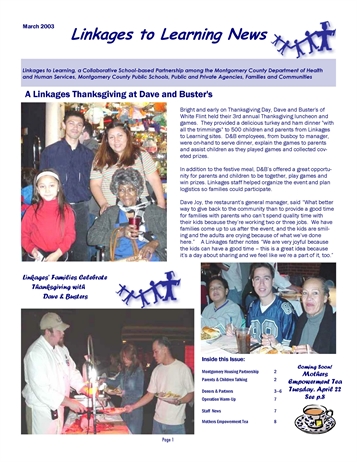 March 2003
Linkages to Learning News
Linkages to Learning, a Collaborative School-based Partnership among the Montgomery County Department of Health
and Human Services, Montgomery County Public Schools, Public and Private Agencies, Families and Communities
A Linkages Thanksgiving at Dave and Buster's
Bright and early on Thanksgiving Day, Dave and Buster's of
White Flint held their 3rd annual Thanksgiving luncheon and
games. They provided a delicious turkey and ham dinner "with
all the trimmings" to 500 children and parents from Linkages
to Learning sites. D&B employees, from busboy to manager,
were on-hand to serve dinner, explain the games to parents
and assist children as they played games and collected cov-
eted prizes.
In addition to the festive meal, D&B's offered a great opportu-
nity for parents and children to be together, play games and
win prizes. Linkages staff helped organize the event and plan
logistics so families could participate.
Dave Joy, the restaurant's general manager, said "What better
way to give back to the community than to provide a good time
for families with parents who can't spend quality time with
their kids because they're working two or three jobs. We have
families come up to us after the event, and the kids are smil-
ing and the adults are crying because of what we've done
here." A Linkages father notes "We are very joyful because
the kids can have a good time – this is a great idea because
it's a day about sharing and we feel like we're a part of it, too."
Linkages' Families Celebrate
Thanksgiving with
Dave & Busters
Inside this Issue:
Montgomery Housing Partnership 2
Parents & Children Talking 2
Donors & Partners 3-6
Operation Warm-Up 7
Staff News 7
Mothers Empowerment Tea 8
Coming Soon!
Mothers
Empowerment Tea
Tuesday, April 22
See p.8
Page 1